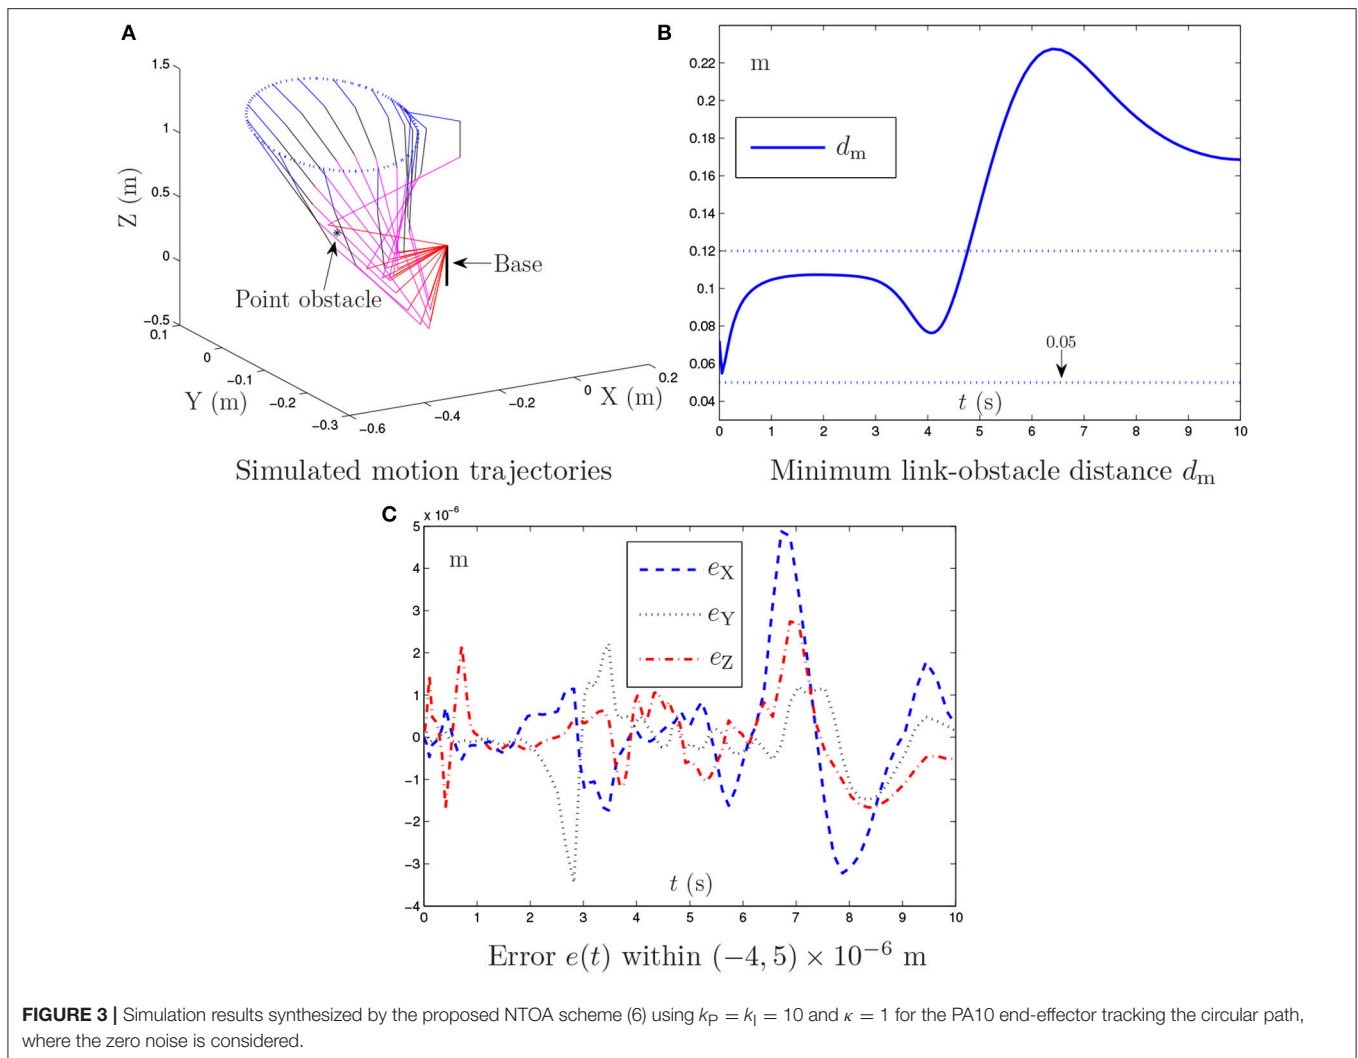 A
1.5
1
0.5
0
−0.5
Z (m)
0.1
0
−0.1
−0.2
−0.3
Y (m)
−0.6
−0.4
−0.2
0
0.2
X (m)
Point obstacle
Base
Simulated motion trajectories
B
m
0.22
0.2
0.18
0.16
0.14
0.12
0.1
0.08
0.06
0.04
dm
0.05
t (s)
0 1 2 3 4 5 6 7 8 9 10
Minimum link-obstacle distance dm
C
x 10−6
m
5
4
3
2
1
0
−1
−2
−3
−4
eX
eY
eZ
t (s)
0 1 2 3 4 5 6 7 8 9 10
Error e(t) within (−4, 5) × 10−6 m
FIGURE 3 | Simulation results synthesized by the proposed NTOA scheme (6) using kP = kI = 10 and κ = 1 for the PA10 end-effector tracking the circular path,
where the zero noise is considered.